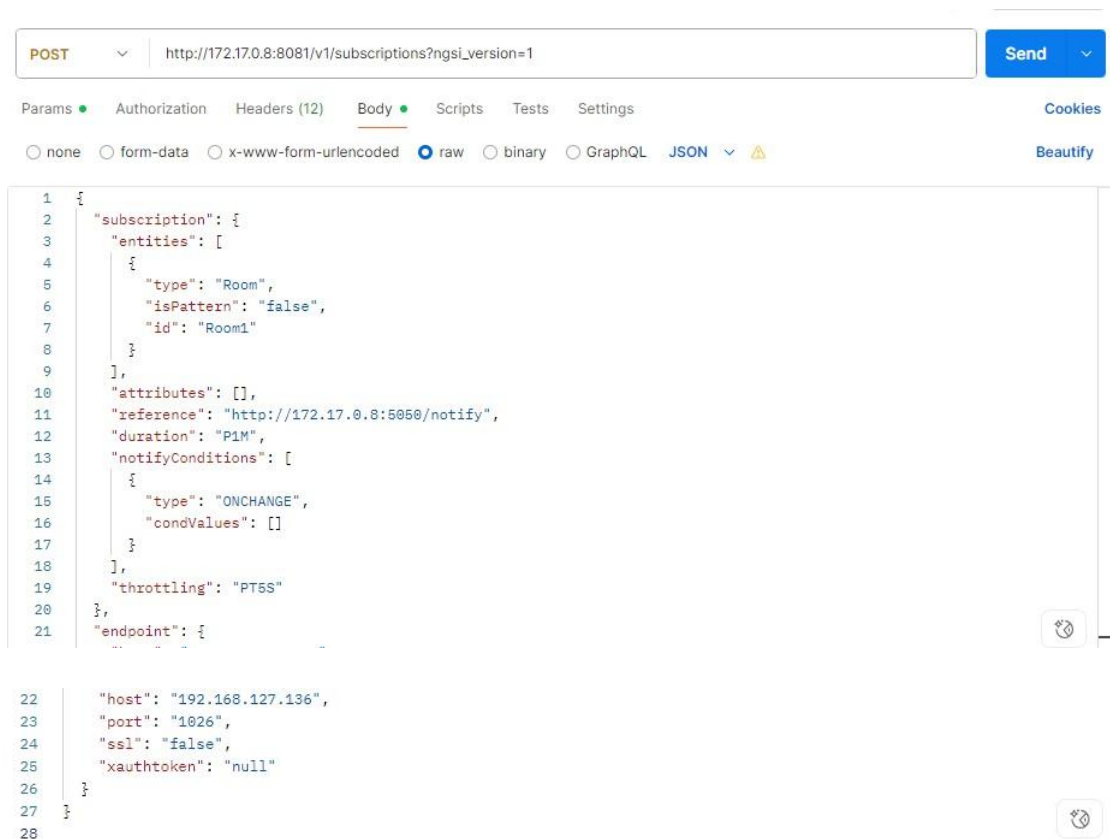 POST http://172.17.0.8:8081/v1/subscriptions?ngsi_version=1 Send
Params Authorization Headers (12) Body Scripts Tests Settings Cookies
none form-data x-www-form-urlencoded raw binary GraphQL JSON Beautify
1 {
2 "subscription": {
3 "entities": [
4 {
5 "type": "Room",
6 "isPattern": "false",
7 "id": "Room1"
8 }
9 ],
10 "attributes": [],
11 "reference": "http://172.17.0.8:5050/notify",
12 "duration": "P1M",
13 "notifyConditions": [
14 {
15 "type": "ONCHANGE",
16 "condValues": []
17 }
18 ],
19 "throttling": "PT5S"
20 },
21 "endpoint": {
22 "host": "192.168.127.136",
23 "port": "1026",
24 "ssl": "false",
25 "xauthtoken": "null"
26 }
27 }
28